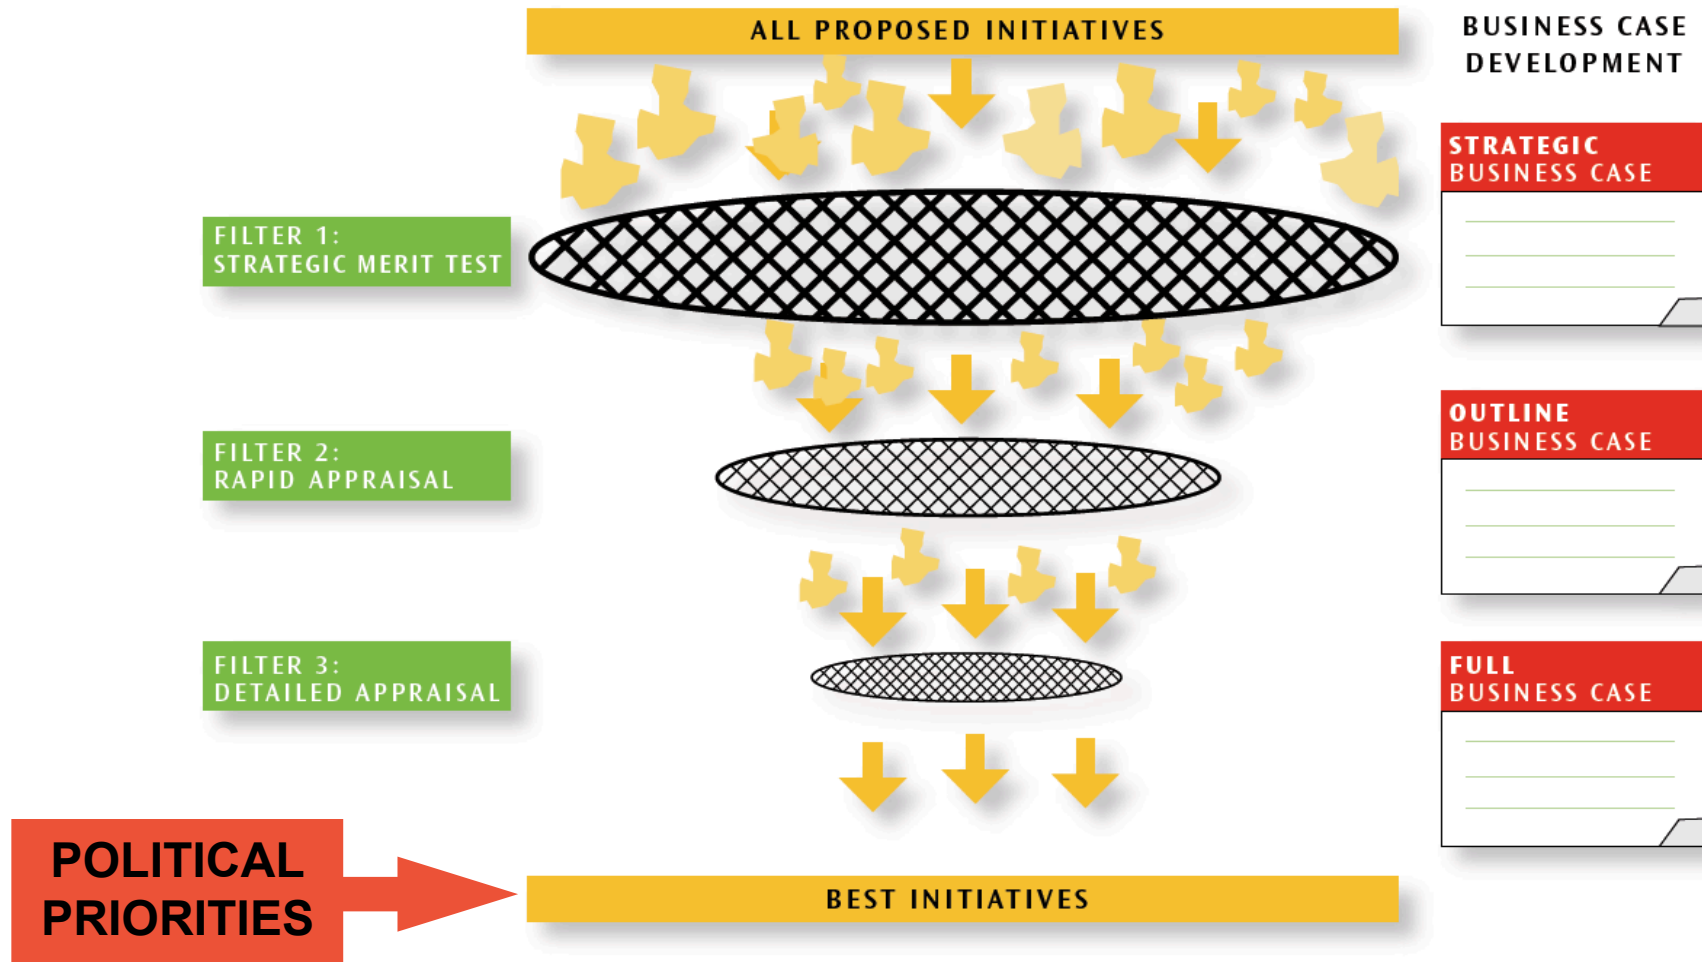 ALL PROPOSED INITIATIVES
BUSINESS CASE
DEVELOPMENT
STRATEGIC
BUSINESS CASE
FILTER 1:
STRATEGIC MERIT TEST
OUTLINE
BUSINESS CASE
FILTER 2:
RAPID APPRAISAL
FULL
BUSINESS CASE
FILTER 3:
DETAILED APPRAISAL
POLITICAL
PRIORITIES
BEST INITIATIVES